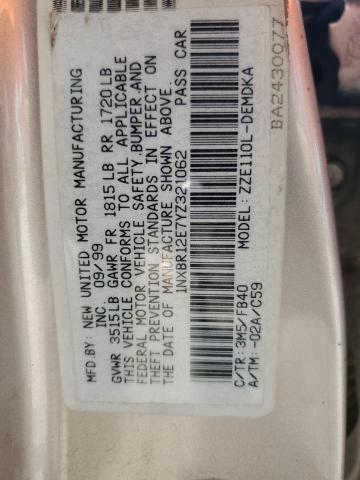 MFD BY: NEW UNITED MOTOR MANUFACTURING
INC. 09/99
GVWR 3515LB GAWR FR 1815 LB RR 1720 LB
THIS VEHICLE CONFORMS TO ALL APPLICABLE
FEDERAL MOTOR VEHICLE SAFETY,BUMPER,AND
THEFT PREVENTION STANDARDS IN EFFECT ON
THE DATE OF MANUFACTURE SHOWN ABOVE.
1NXBR12E7YZ321062 PASS CAR
C/TR: 3M5/FB40 MODEL: ZZE110L-DEMDKA
A/TM: -02A/C59
BA2430077